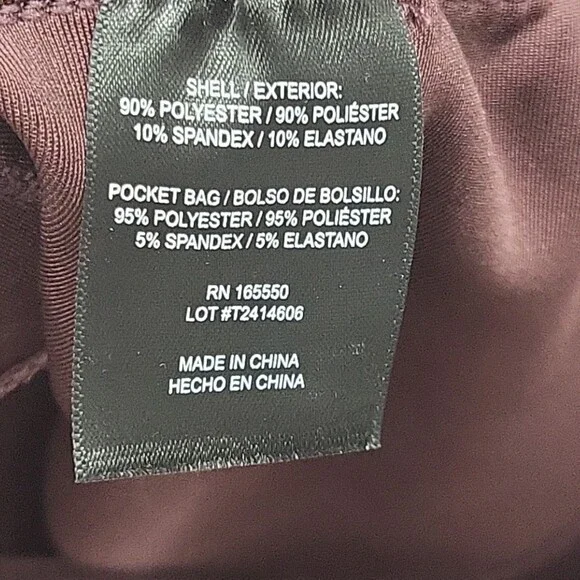 SHELL / EXTERIOR:
90% POLYESTER / 90% POLIÉSTER
10% SPANDEX / 10% ELASTANO
POCKET BAG / BOLSO DE BOLSILLO:
95% POLYESTER / 95% POLIÉSTER
5% SPANDEX / 5% ELASTANO
RN 165550
LOT #T2414606
MADE IN CHINA
HECHO EN CHINA